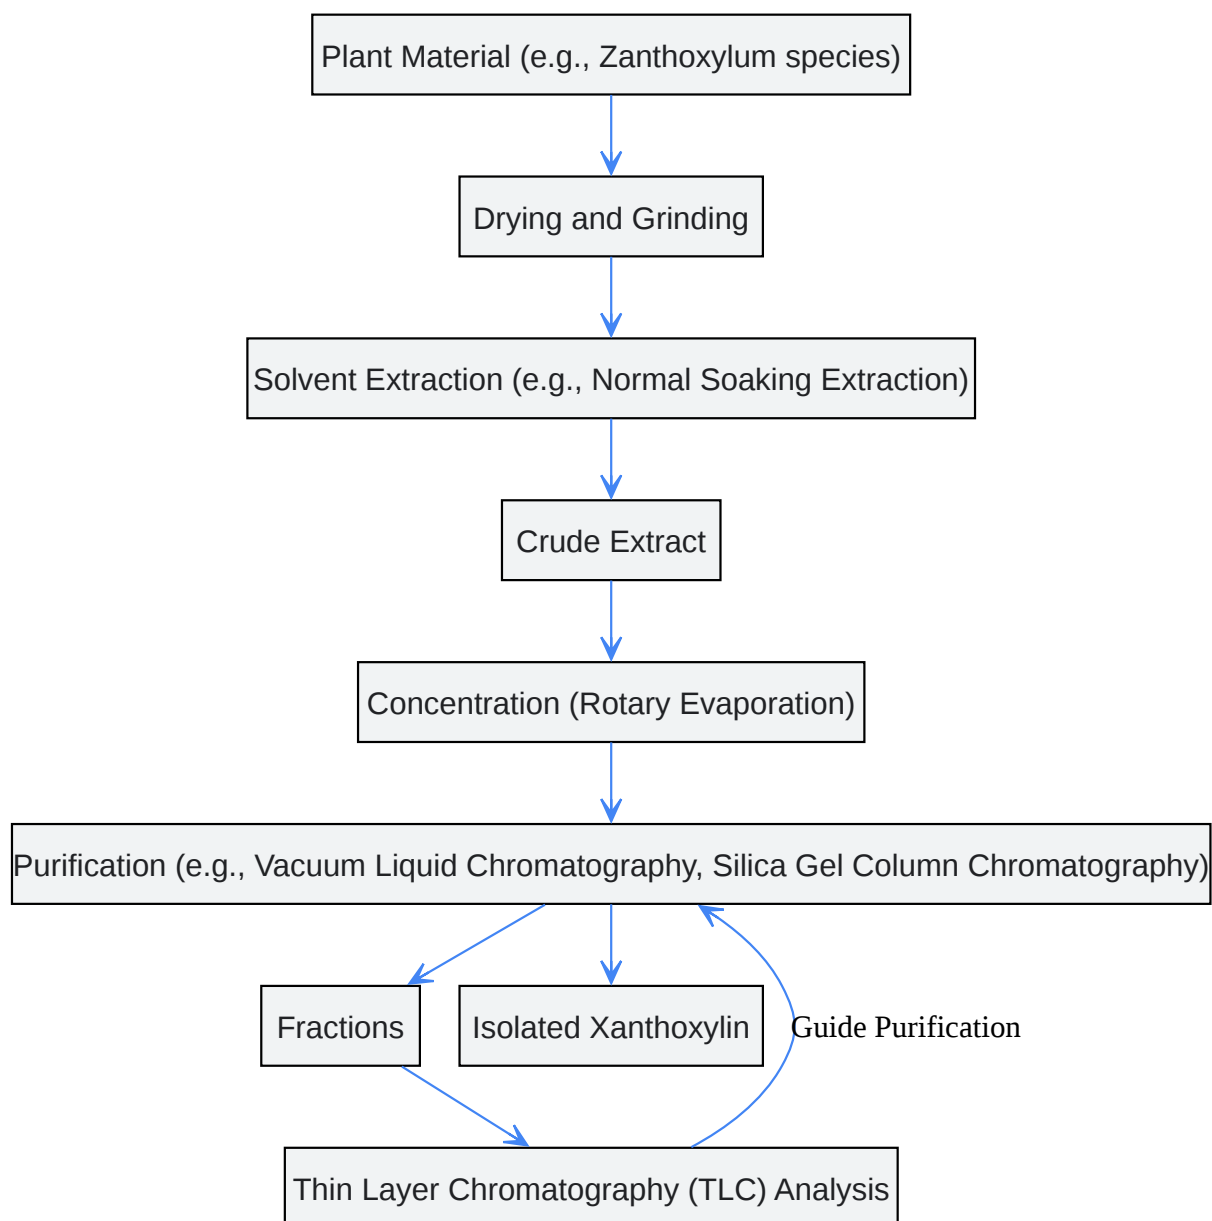 Plant Material (e.g., Zanthoxylum species)
Drying and Grinding
Solvent Extraction (e.g., Normal Soaking Extraction)
Crude Extract
Concentration (Rotary Evaporation)
Purification (e.g., Vacuum Liquid Chromatography, Silica Gel Column Chromatography)
Fractions
Isolated Xanthoxylin
Guide Purification
Thin Layer Chromatography (TLC) Analysis